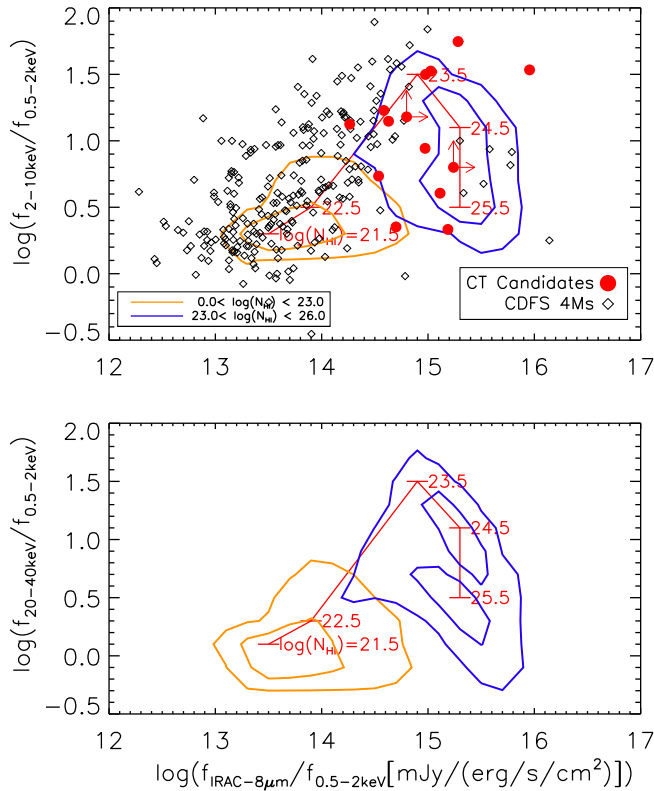 2.0
1.5
1.0
0.5
0.0
-0.5
log(f2-10keV/f0.5-2keV)
23.5
24.5
25.5
22.5
log(NHI)=21.5
0.0< log(NHI) < 23.0
23.0< log(NHI) < 26.0
CT Candidates
CDFS 4Ms
12 13 14 15 16 17
2.0
1.5
1.0
0.5
0.0
-0.5
log(f20-40keV/f0.5-2keV)
23.5
24.5
25.5
22.5
log(NHI)=21.5
12 13 14 15 16 17
log(fIRAC-8μm/f0.5-2keV[mJy/(erg/s/cm2)])